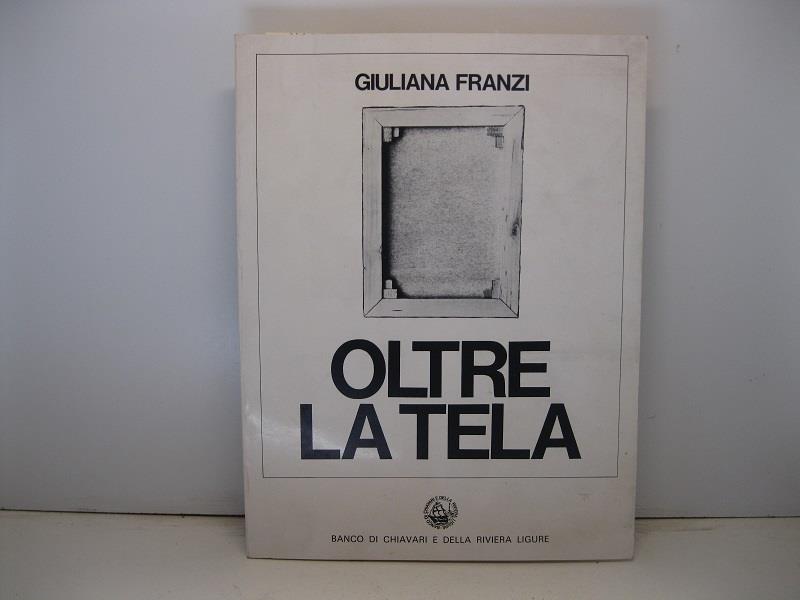 GIULIANA FRANZI
OLTRE
LA TELA
BANCO DI CHIAVARI E DELLA RIVIERA LIGURE